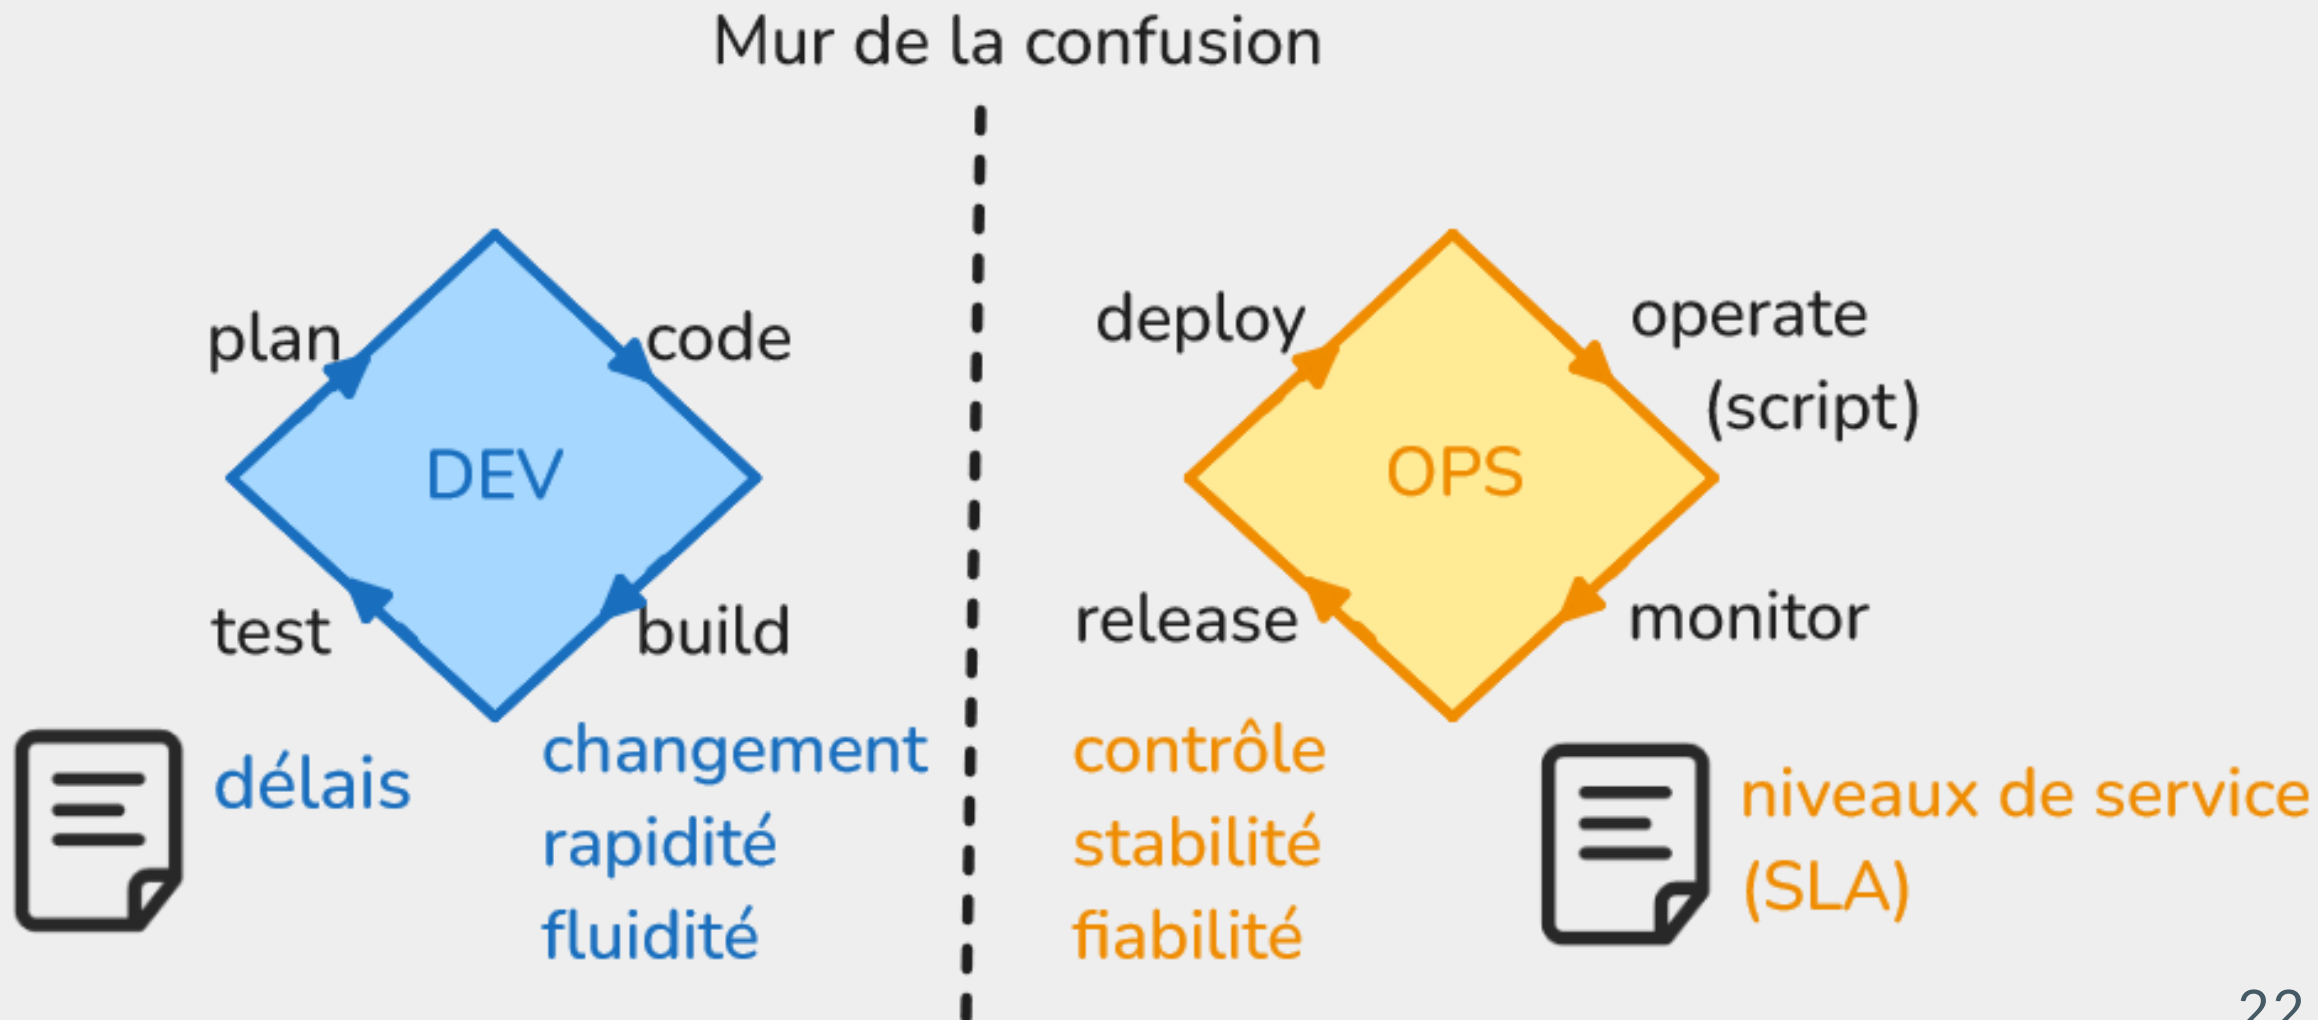 Mur de la confusion
plan
code
DEV
test
build
délais
changement
rapidité
fluidité
deploy
operate
(script)
OPS
release
monitor
contrôle
stabilité
fiabilité
niveaux de service
(SLA)
22